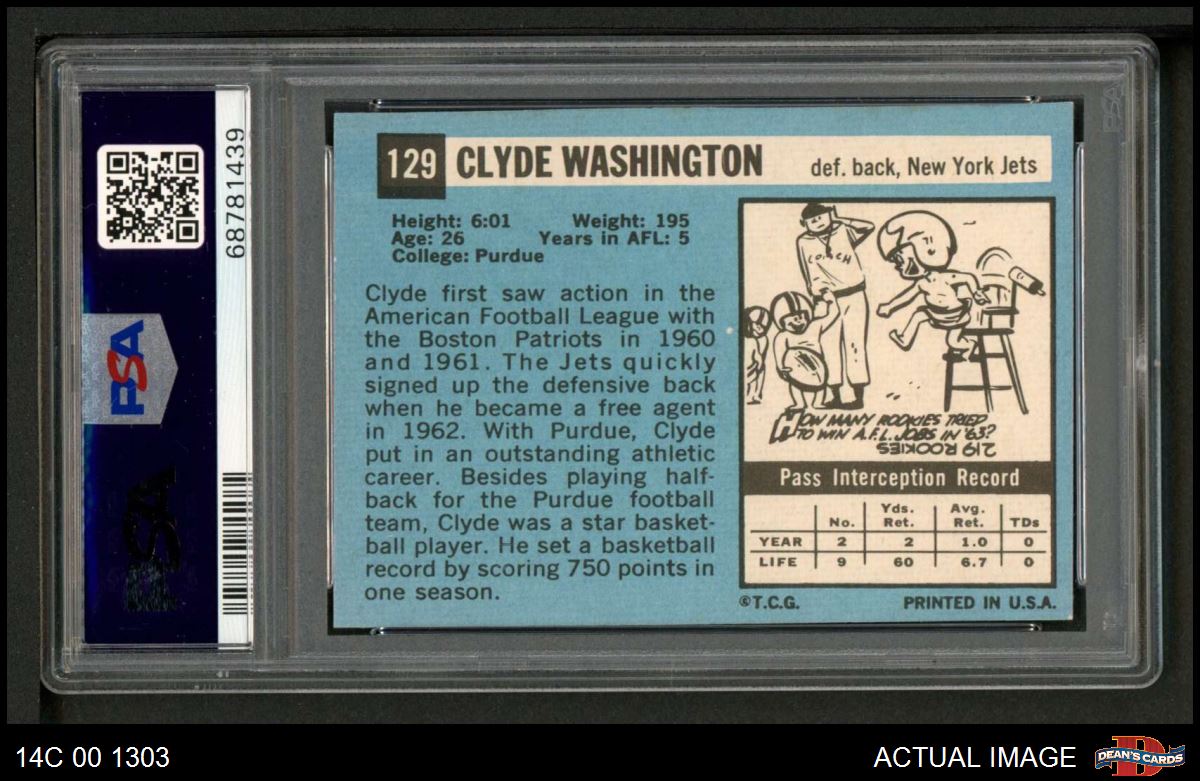 68781439
PSA
PSA
129 CLYDE WASHINGTON def. back, New York Jets
Height: 6:01 Weight: 195
Age: 26 Years in AFL: 5
College: Purdue
Clyde first saw action in the
American Football League with
the Boston Patriots in 1960
and 1961. The Jets quickly
signed up the defensive back
when he became a free agent
in 1962. With Purdue, Clyde
put in an outstanding athletic
career. Besides playing half-
back for the Purdue football
team, Clyde was a star basket-
ball player. He set a basketball
record by scoring 750 points in
one season.
COACH
HOW MANY ROOKIES TRIED
TO WIN A.F.L. JOBS IN '63?
219 ROOKIES
Pass Interception Record
No. Yds. Ret. Avg. Ret. TDs
YEAR 2 2 1.0 0
LIFE 9 60 6.7 0
©T.C.G. PRINTED IN U.S.A.
14C 00 1303 ACTUAL IMAGE DEAN'S CARDS